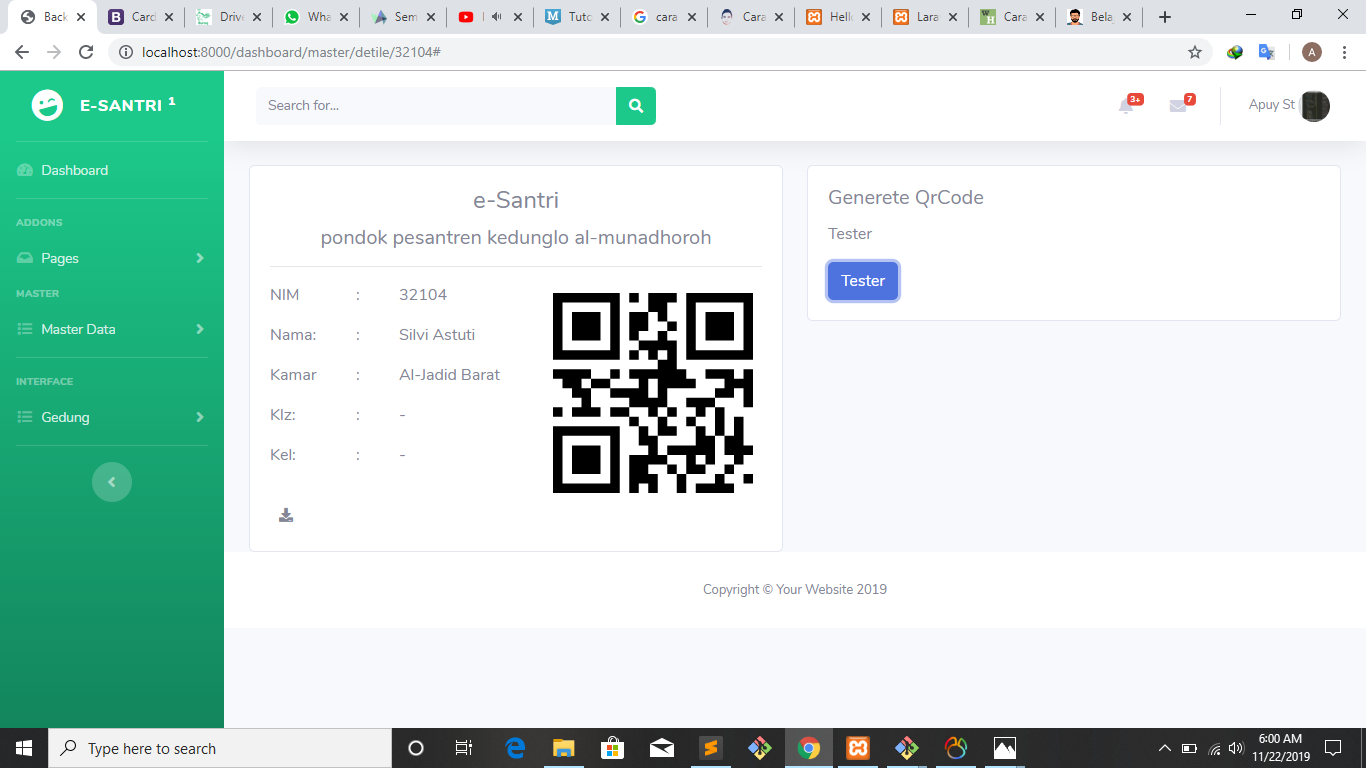 Back
Card
Drive
Wha
Sem
Tuto
cara
Cara
Hello
Lara
Cara
Bela
localhost:8000/dashboard/master/detile/32104#
A
E-SANTRI 1
Search for...
3+
7
Apuy St
Dashboard
ADDONS
Pages
MASTER
Master Data
INTERFACE
Gedung
e-Santri
pondok pesantren kedunglo al-munadhoroh
NIM : 32104
Nama: : Silvi Astuti
Kamar : Al-Jadid Barat
Klz: : -
Kel: : -
Generete QrCode
Tester
Tester
Copyright © Your Website 2019
Type here to search
6:00 AM
11/22/2019